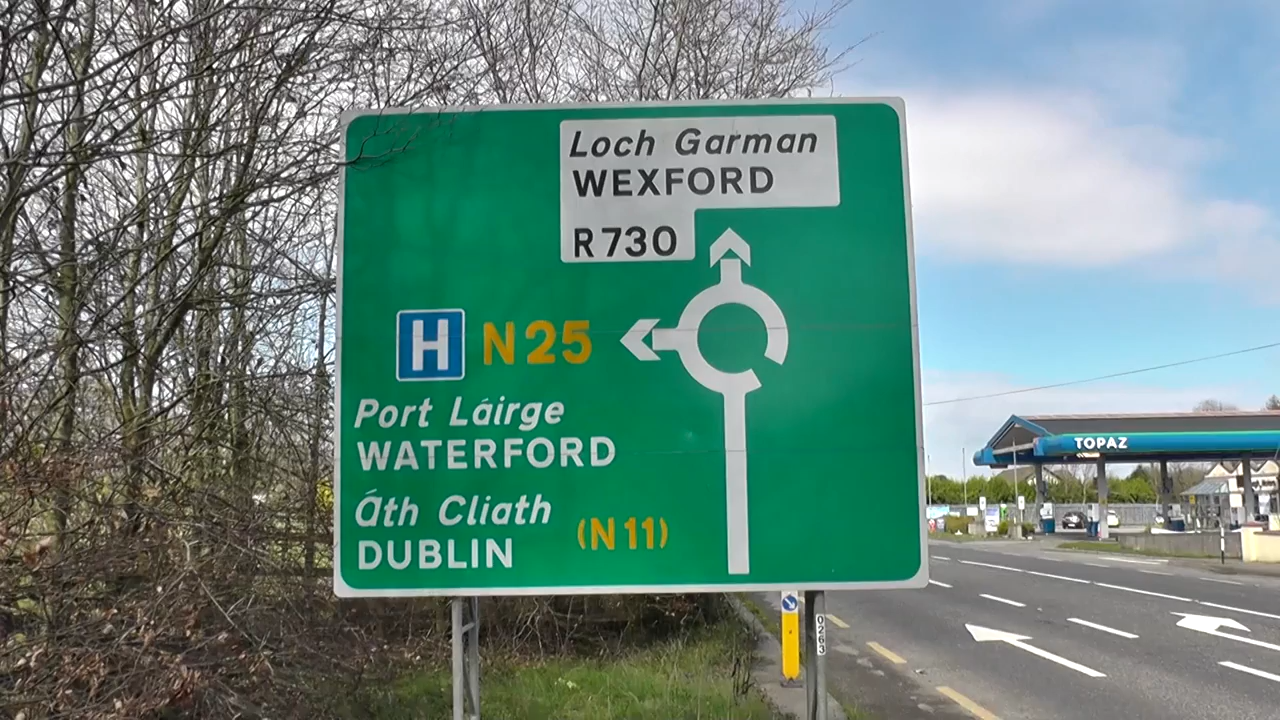 Loch Garman
WEXFORD
R730
H N25
Port Láirge
WATERFORD
Áth Cliath
DUBLIN (N11)
TOPAZ
0263